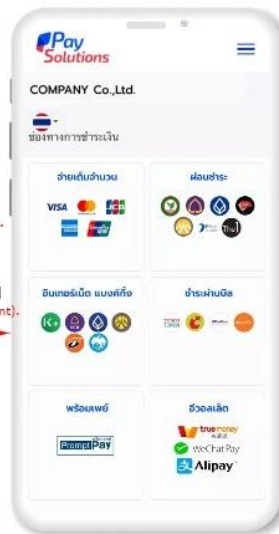 Pay
Solutions
COMPANY Co.,Ltd.
ช่องทางการชำระเงิน
จ่ายเต็มจำนวน
ผ่อนชำระ
VISA
JCB
อินเทอร์เน็ต แบงค์กิ้ง
ชำระผ่านบิล
K+
nt).
พร้อมเพย์
อีวอลเล็ต
PromptPay
truemoney
WeChat Pay
Alipay